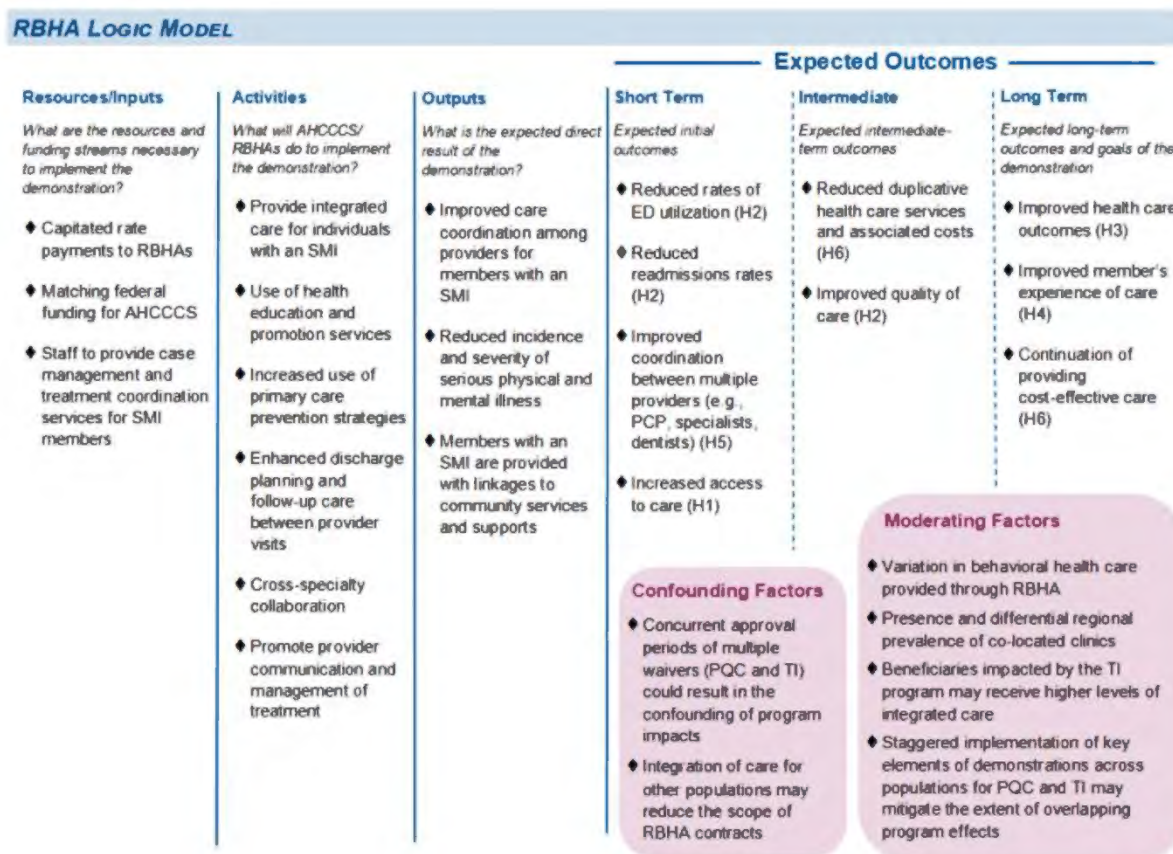 RBHA LOGIC MODEL
Expected Outcomes
Resources/Inputs
What are the resources and
funding streams necessary
to implement the
demonstration?
♦ Capitated rate
payments to RBHAs
♦ Matching federal
funding for AHCCCS
♦ Staff to provide case
management and
treatment coordination
services for SMI
members
Activities
What will AHCCCS/
RBHAs do to implement
the demonstration?
♦ Provide integrated
care for individuals
with an SMI
♦ Use of health
education and
promotion services
♦ Increased use of
primary care
prevention strategies
♦ Enhanced discharge
planning and
follow-up care
between provider
visits
♦ Cross-specialty
collaboration
♦ Promote provider
communication and
management of
treatment
Outputs
What is the expected direct
result of the
demonstration?
♦ Improved care
coordination among
providers for
members with an
SMI
♦ Reduced incidence
and severity of
serious physical and
mental illness
♦ Members with an
SMI are provided
with linkages to
community services
and supports
Short Term
Expected initial
outcomes
♦ Reduced rates of
ED utilization (H2)
♦ Reduced
readmissions rates
(H2)
♦ Improved
coordination
between multiple
providers (e.g.,
PCP, specialists,
dentists) (H5)
♦ Increased access
to care (H1)
Intermediate
Expected intermediate-
term outcomes
♦ Reduced duplicative
health care services
and associated costs
(H6)
♦ Improved quality of
care (H2)
Long Term
Expected long-term
outcomes and goals of the
demonstration
♦ Improved health care
outcomes (H3)
♦ Improved member's
experience of care
(H4)
♦ Continuation of
providing
cost-effective care
(H6)
Confounding Factors
♦ Concurrent approval
periods of multiple
waivers (PQC and TI)
could result in the
confounding of program
impacts
♦ Integration of care for
other populations may
reduce the scope of
RBHA contracts
Moderating Factors
♦ Variation in behavioral health care
provided through RBHA
♦ Presence and differential regional
prevalence of co-located clinics
♦ Beneficiaries impacted by the TI
program may receive higher levels of
integrated care
♦ Staggered implementation of key
elements of demonstrations across
populations for PQC and TI may
mitigate the extent of overlapping
program effects